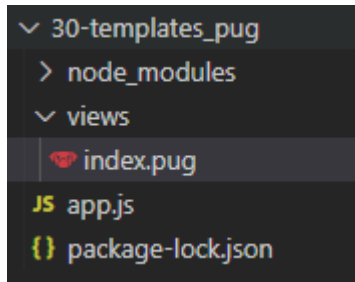 30-templates_pug
node_modules
views
index.pug
JS app.js
{} package-lock.json